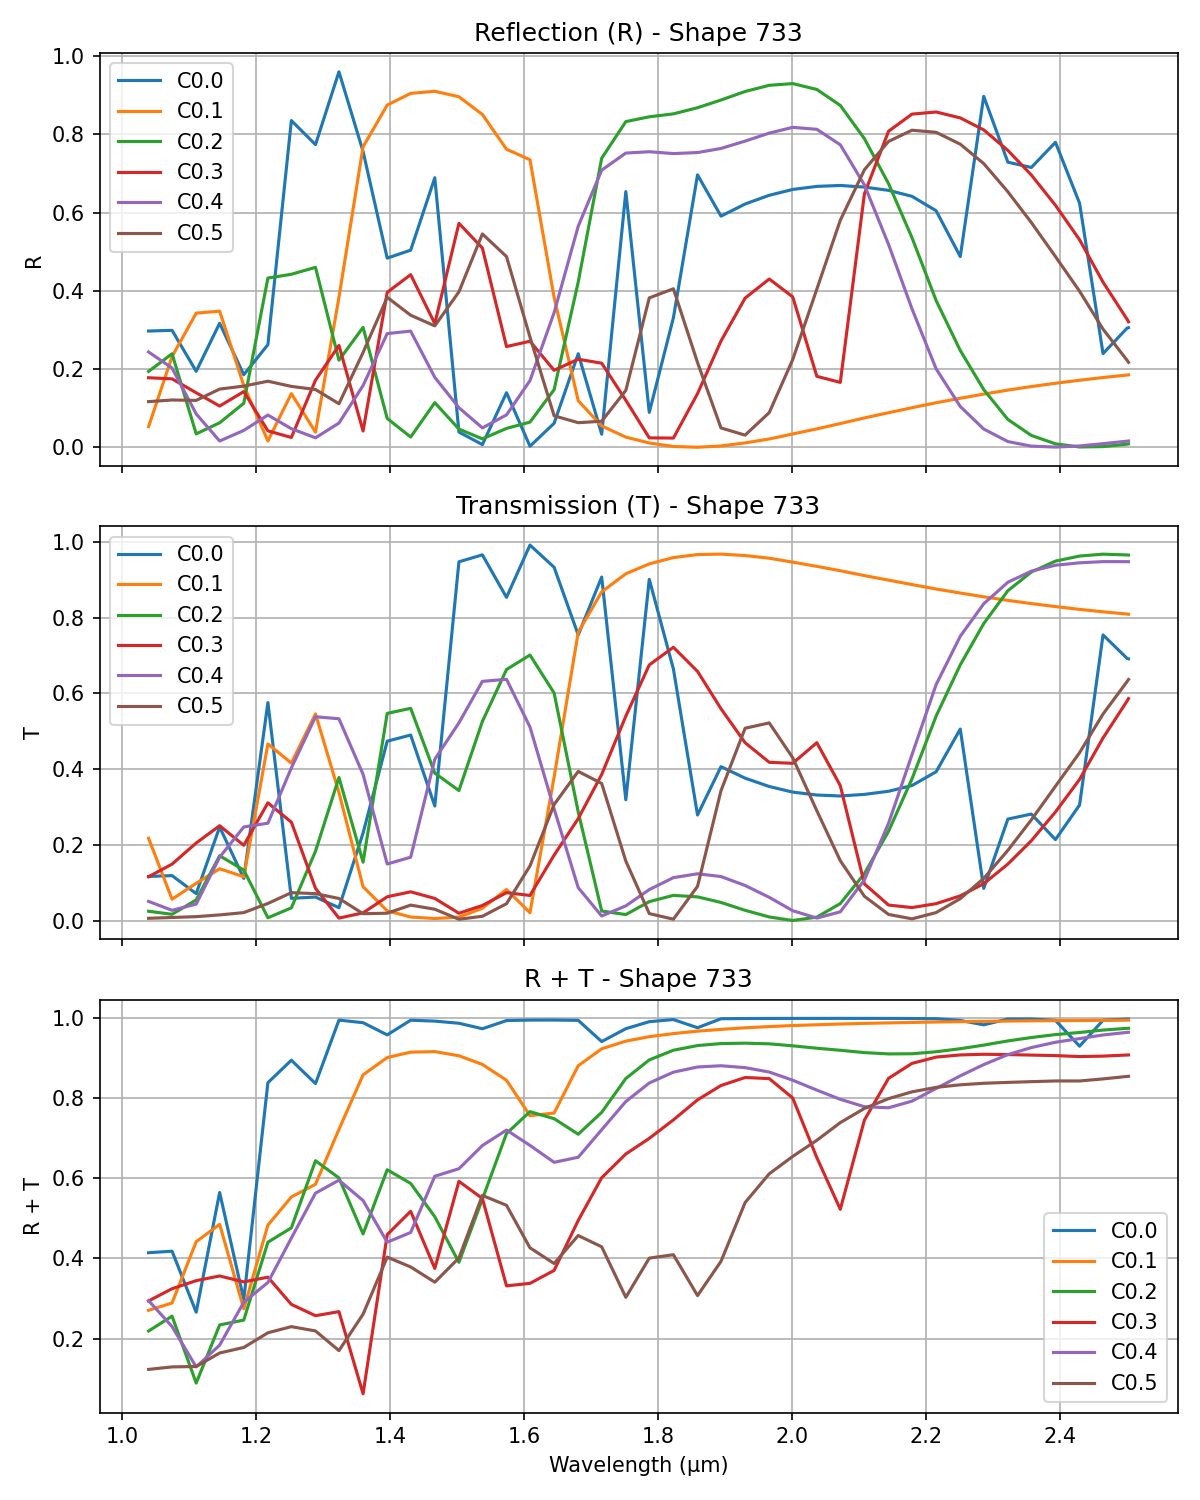 Reflection (R) - Shape 733
1.0
0.8
0.6
0.4
0.2
0.0
R
C0.0
C0.1
C0.2
C0.3
C0.4
C0.5
Transmission (T) - Shape 733
1.0
0.8
0.6
0.4
0.2
0.0
T
C0.0
C0.1
C0.2
C0.3
C0.4
C0.5
R + T - Shape 733
1.0
0.8
0.6
0.4
0.2
R + T
C0.0
C0.1
C0.2
C0.3
C0.4
C0.5
1.0 1.2 1.4 1.6 1.8 2.0 2.2 2.4
Wavelength (μm)